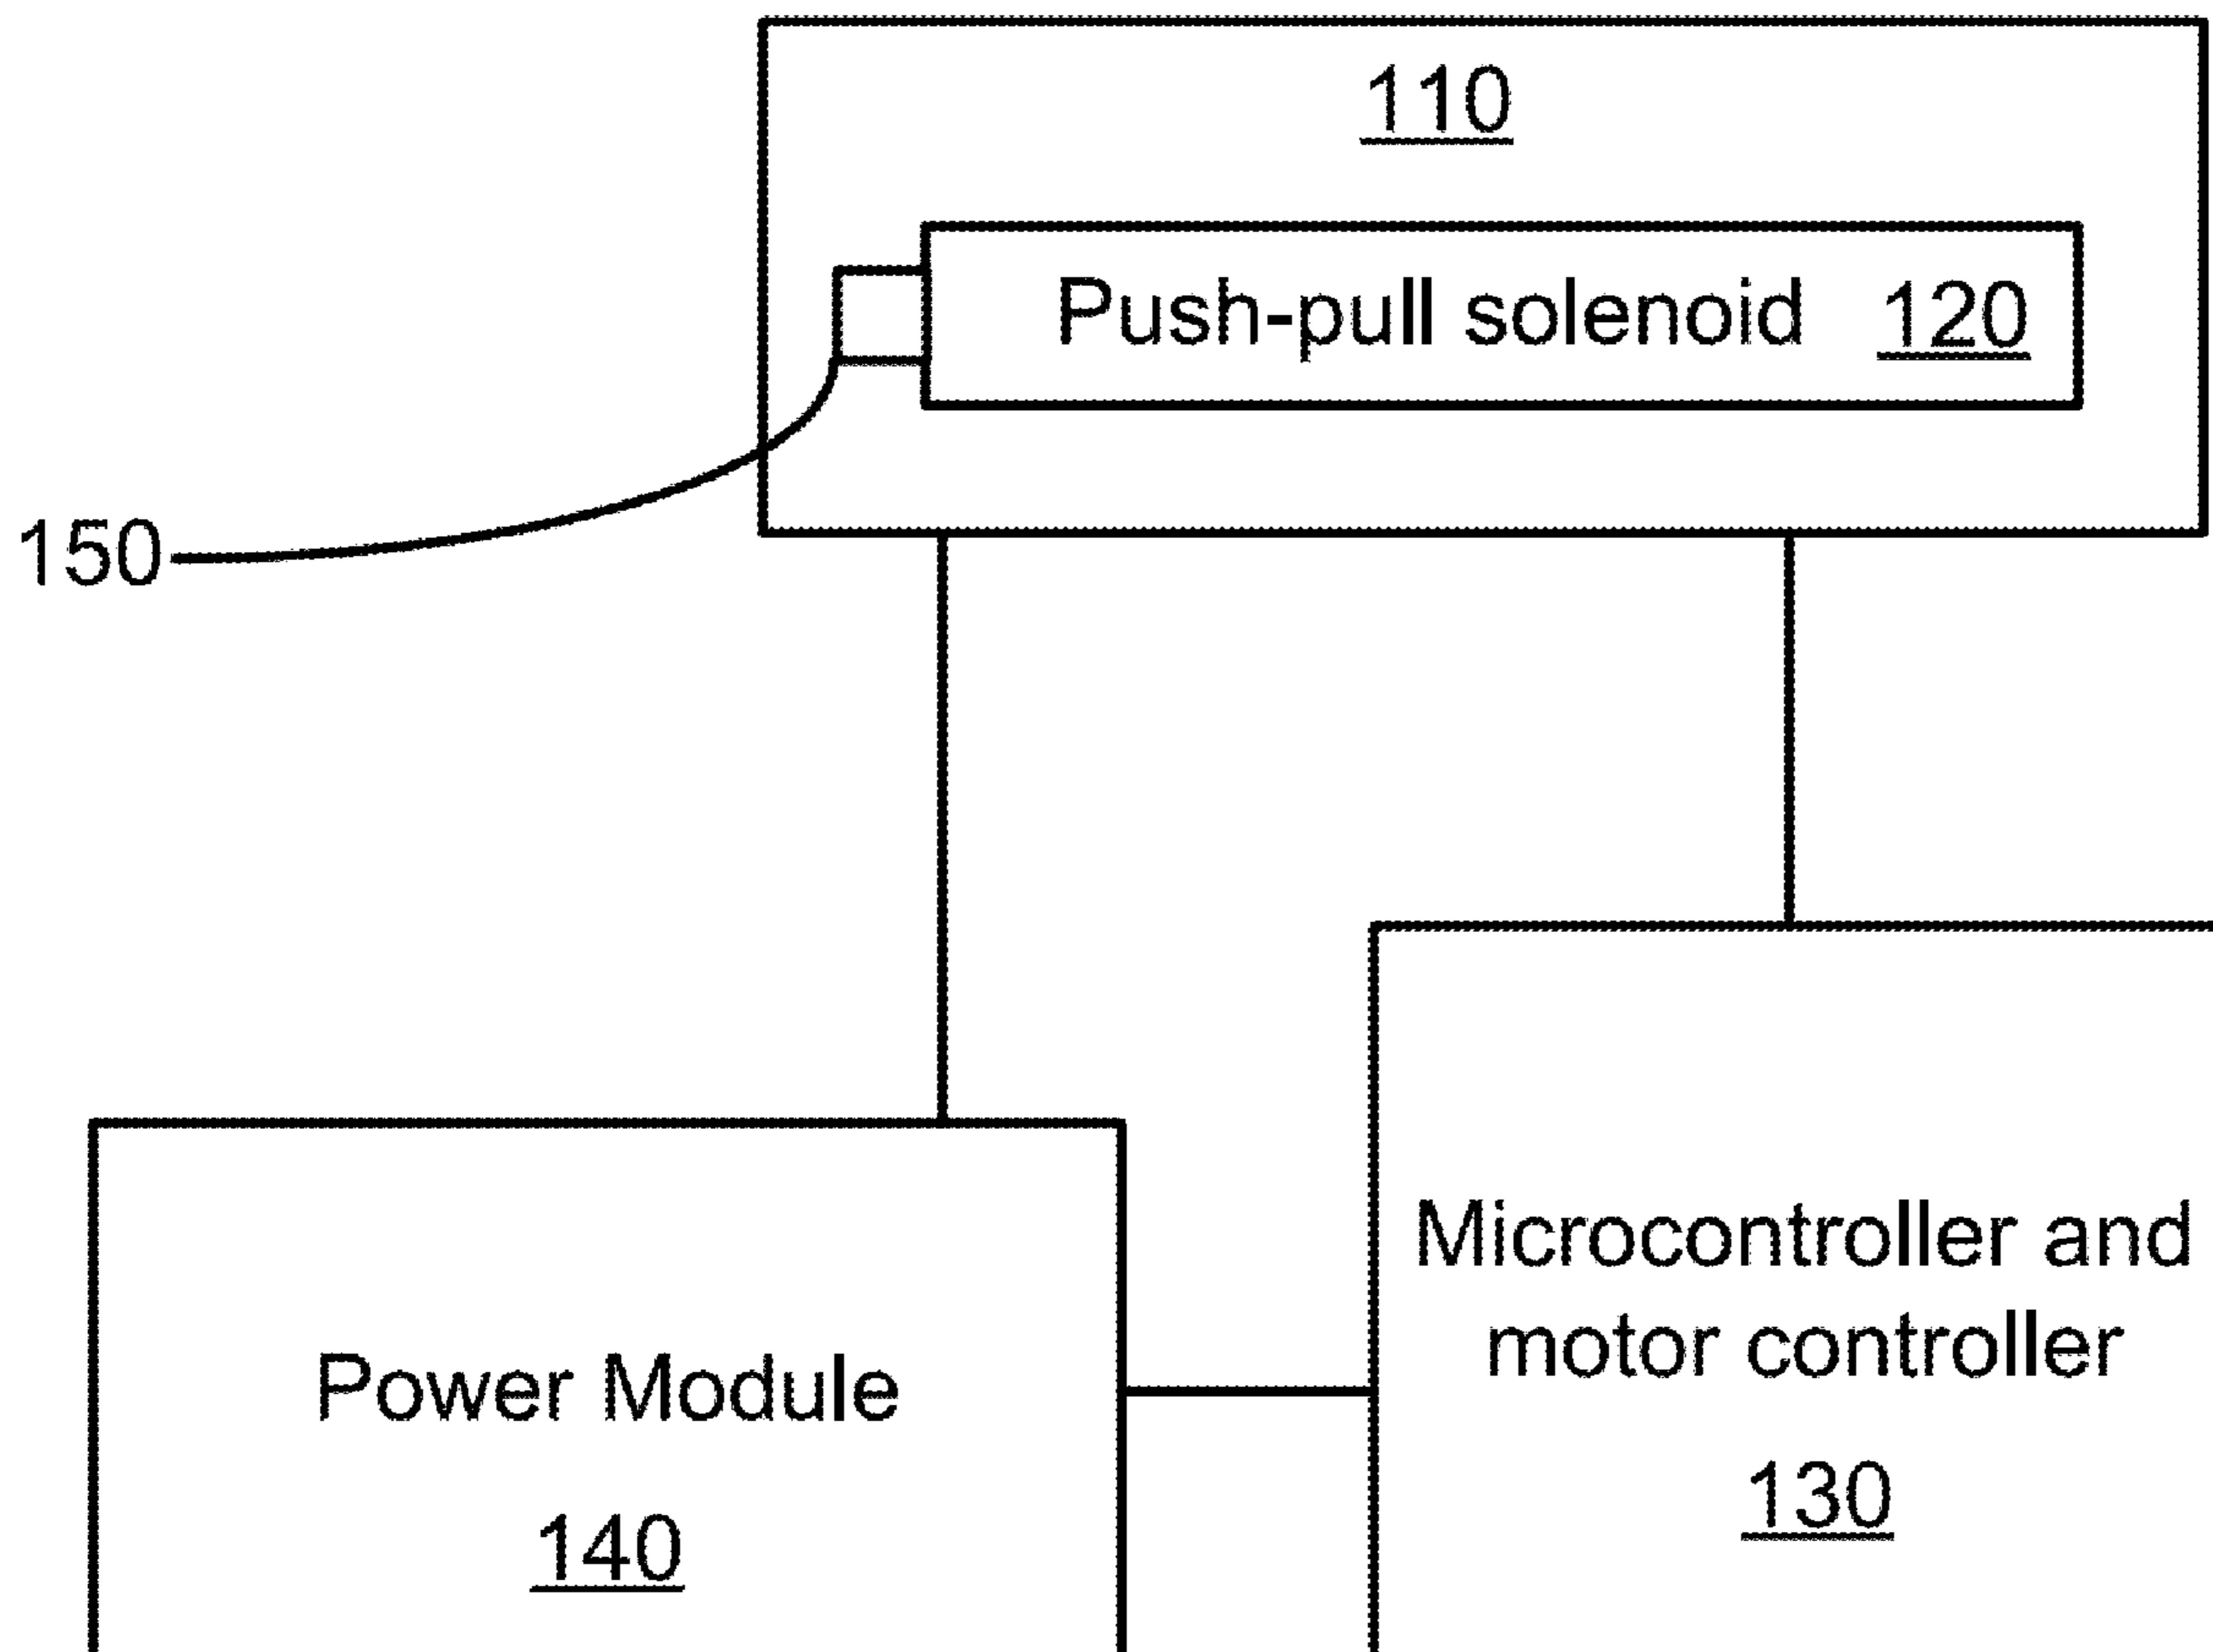 110
Push-pull solenoid 120
150
Microcontroller and
motor controller
130
Power Module
140